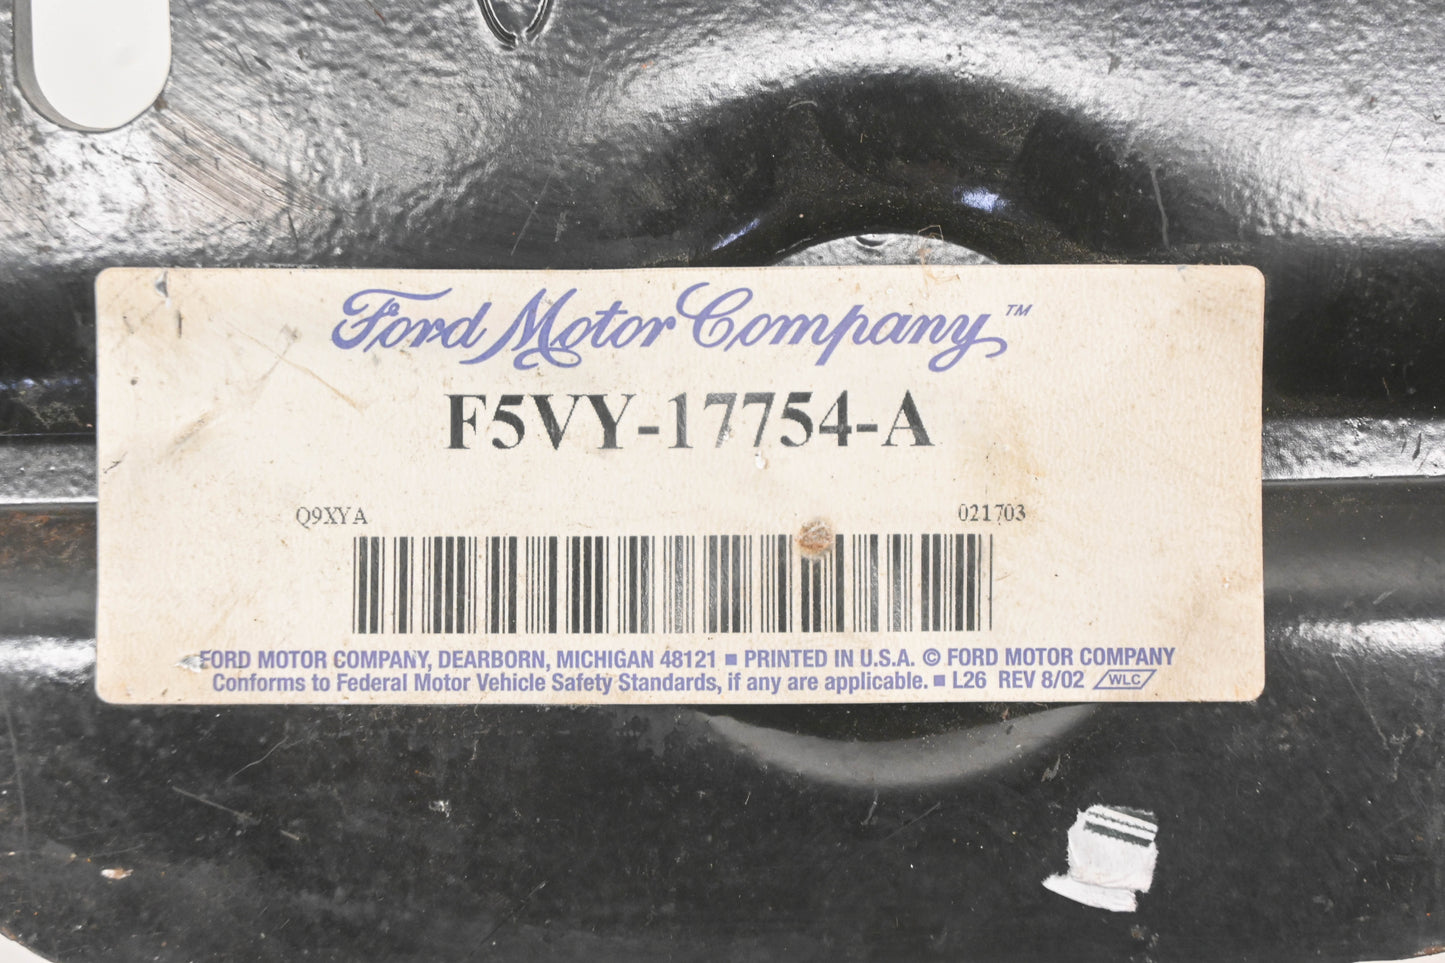 Ford Motor Company™
F5VY-17754-A
Q9XYA 021703
FORD MOTOR COMPANY, DEARBORN, MICHIGAN 48121 ■ PRINTED IN U.S.A. © FORD MOTOR COMPANY
Conforms to Federal Motor Vehicle Safety Standards, if any are applicable. ■ L26 REV 8/02 WLC